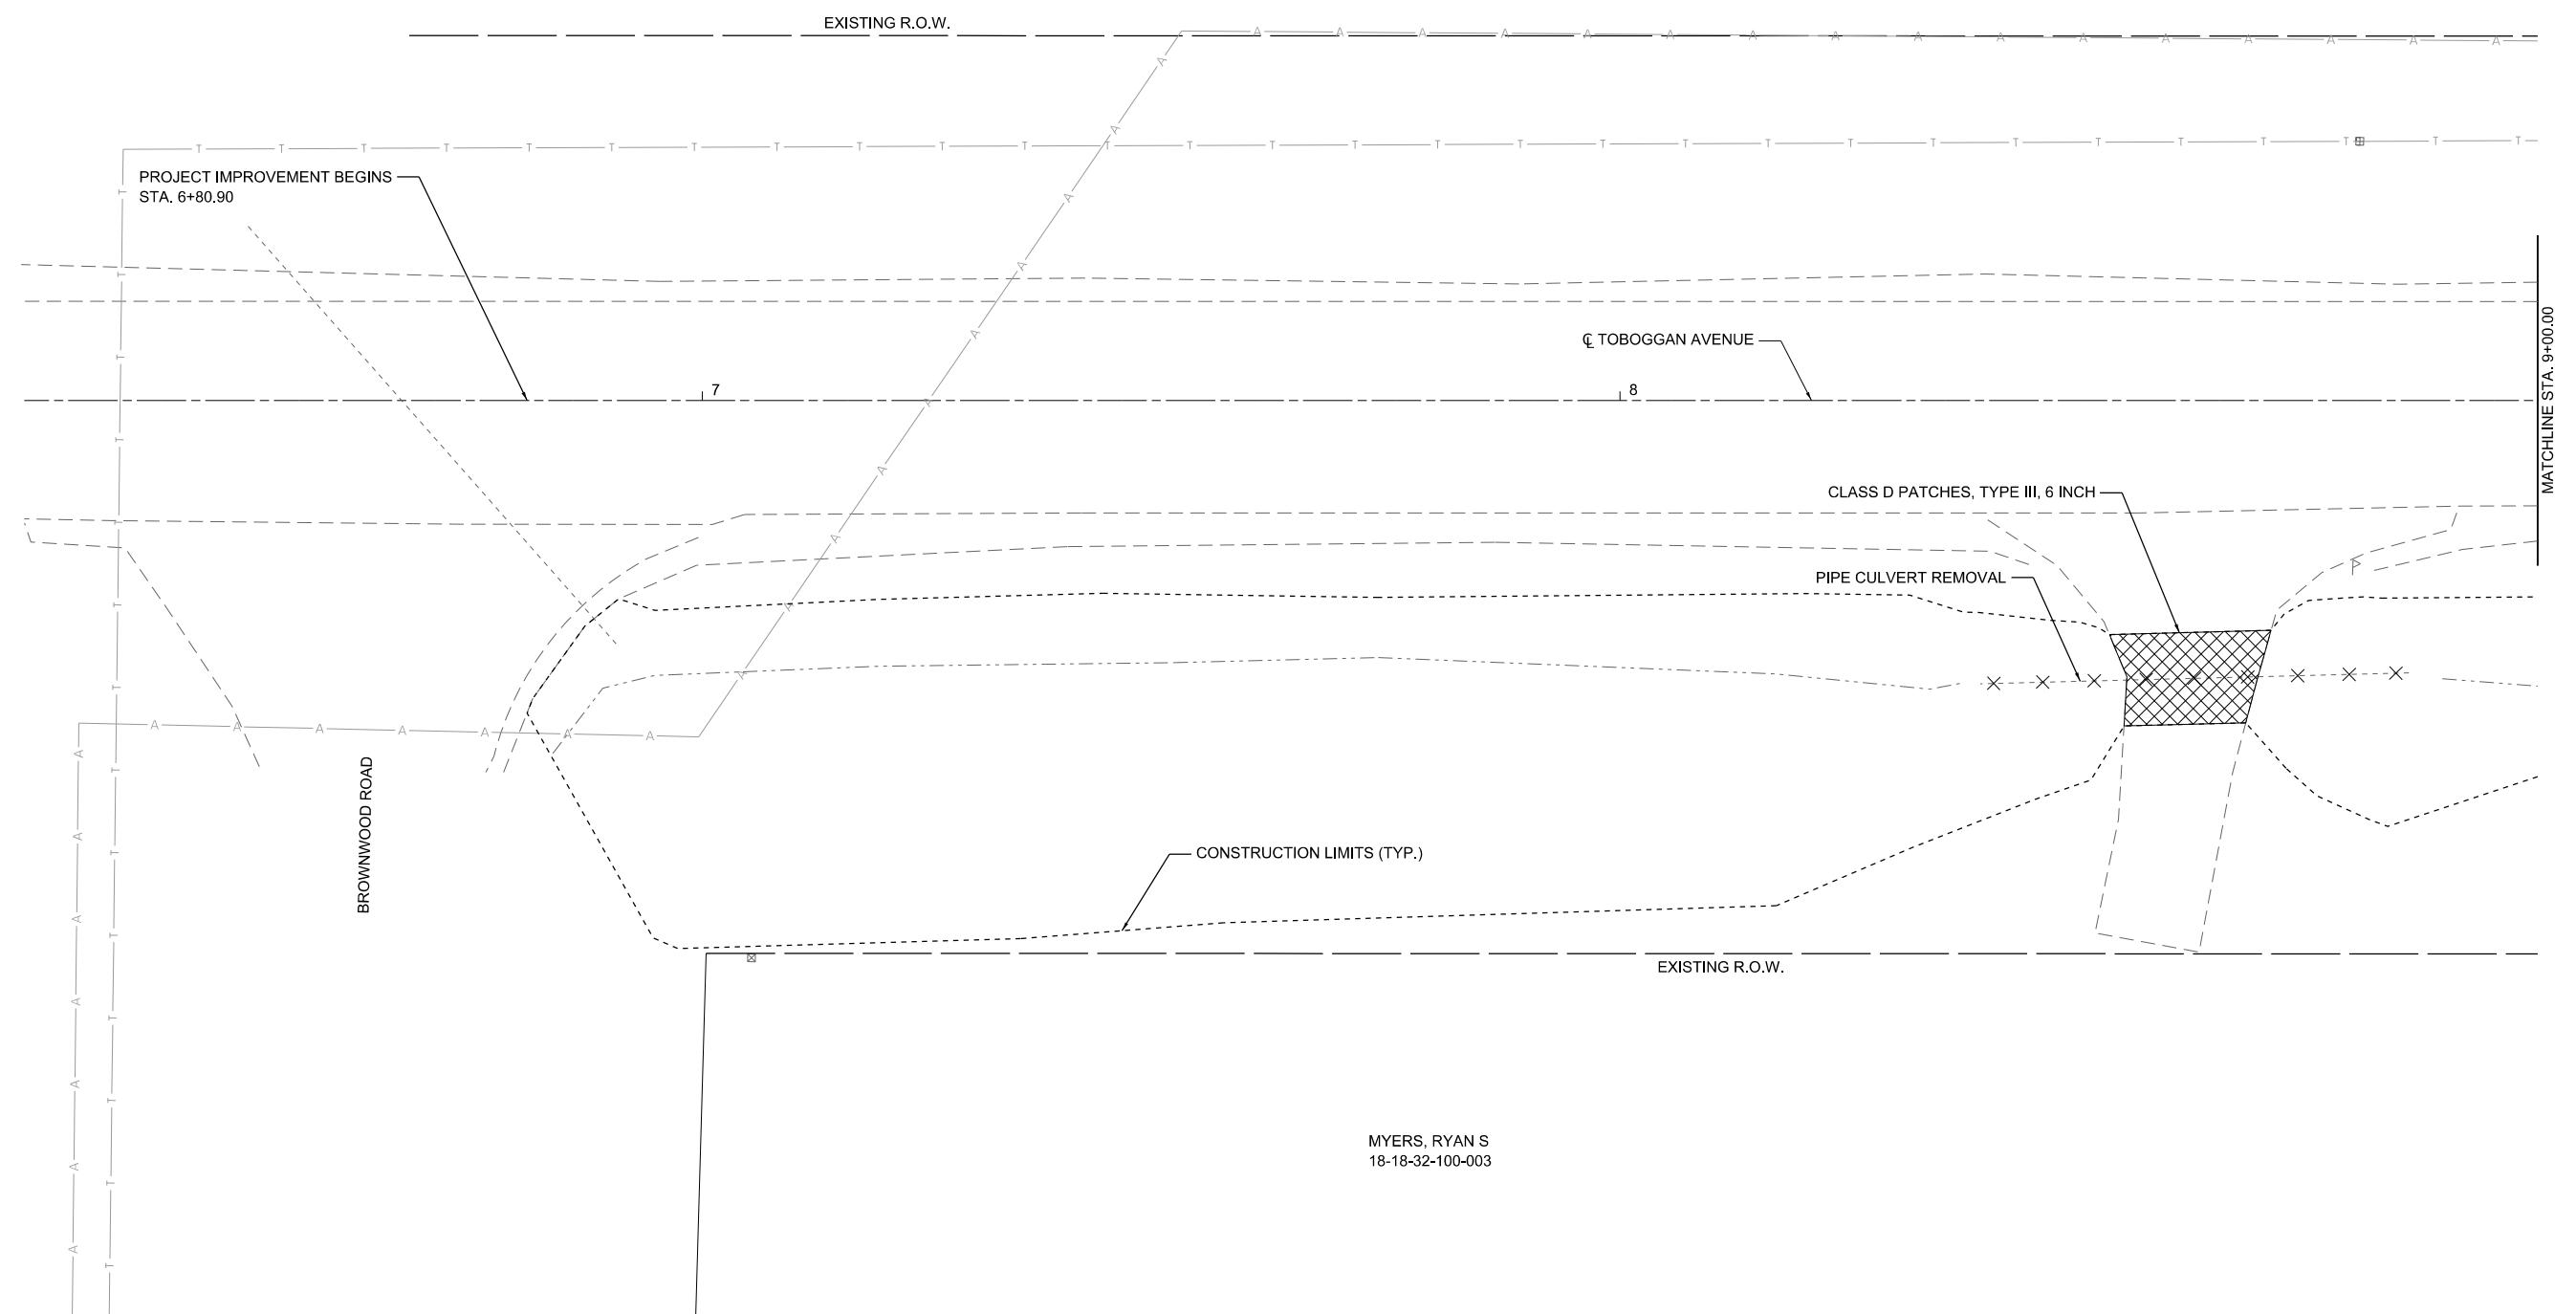 EXISTING R.O.W.
PROJECT IMPROVEMENT BEGINS
STA. 6+80.90
℄ TOBOGGAN AVENUE
7
8
MATCHLINE STA. 9+00.00
CLASS D PATCHES, TYPE III, 6 INCH
PIPE CULVERT REMOVAL
BROWNWOOD ROAD
CONSTRUCTION LIMITS (TYP.)
EXISTING R.O.W.
MYERS, RYAN S
18-18-32-100-003